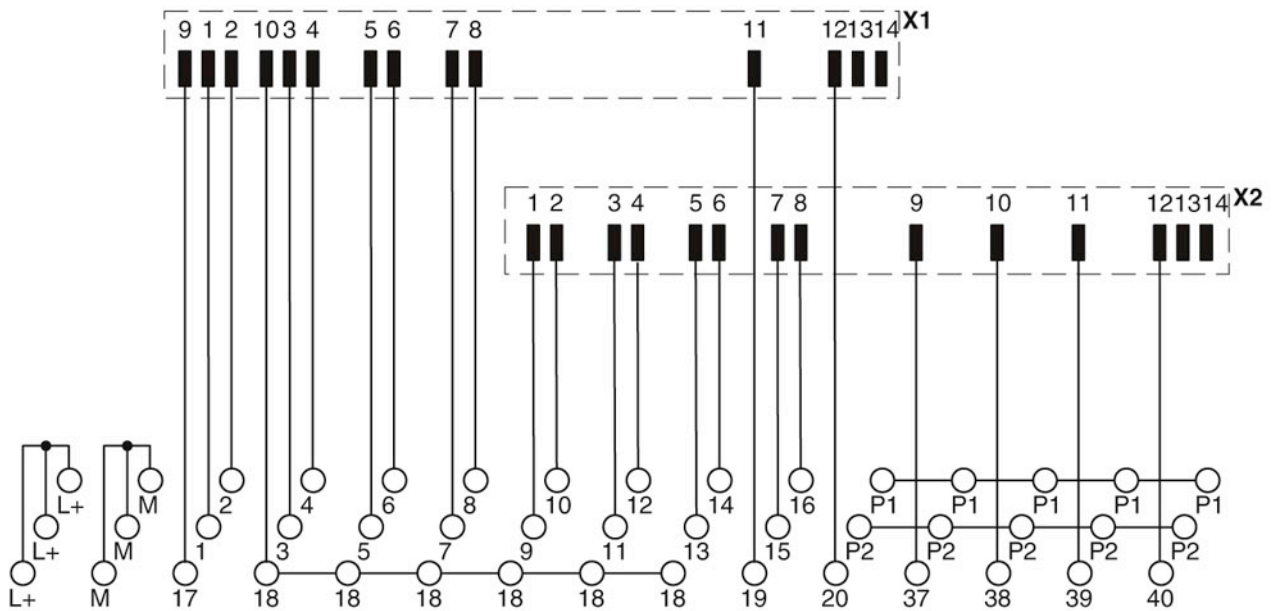 9 1 2 10 3 4 5 6 7 8 11 12 13 14 X1
1 2 3 4 5 6 7 8 9 10 11 12 13 14 X2
L+ M 2 4 6 8 10 12 14 16 P1 P1 P1 P1 P1
L+ M 1 3 5 7 9 11 13 15 P2 P2 P2 P2 P2
L+ M 17 18 18 18 18 18 18 19 20 37 38 39 40